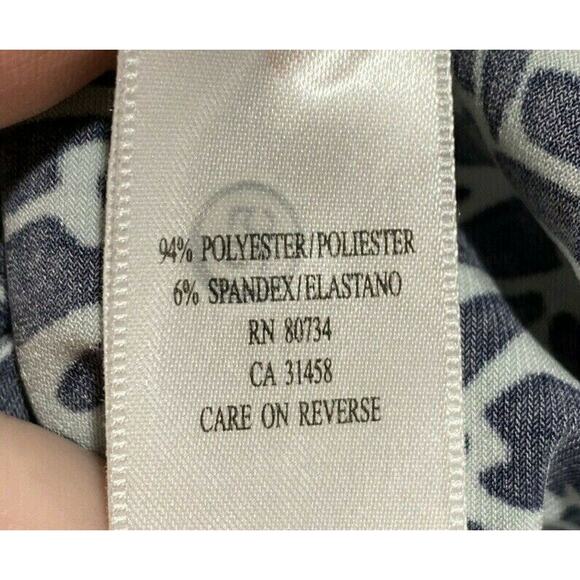 94% POLYESTER/POLIESTER
6% SPANDEX/ELASTANO
RN 80734
CA 31458
CARE ON REVERSE